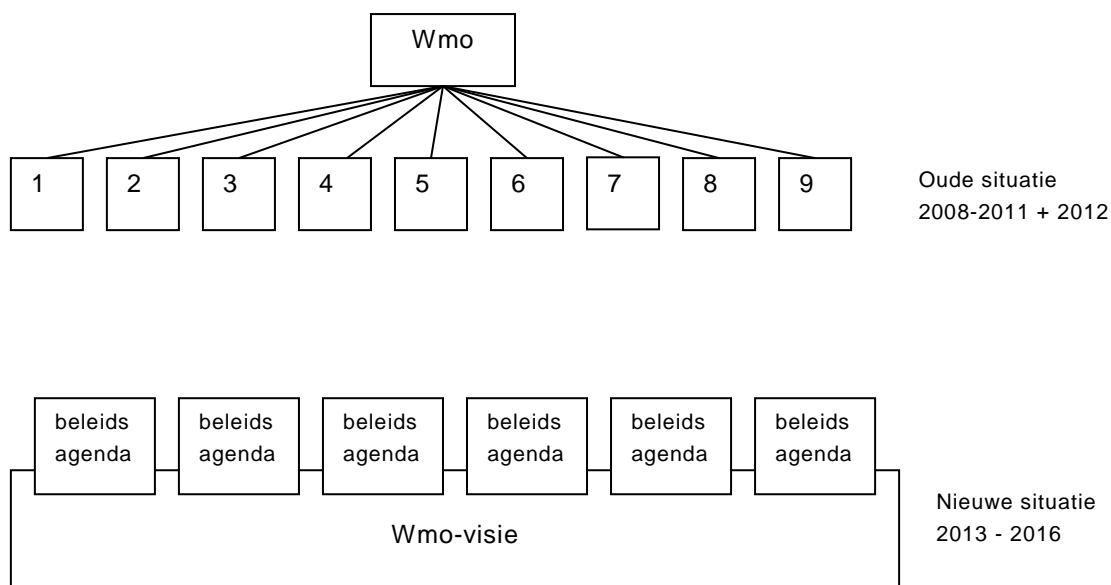 Wmo
1 2 3 4 5 6 7 8 9
Oude situatie
2008-2011 + 2012
beleids beleids beleids beleids beleids beleids
agenda agenda agenda agenda agenda agenda
Wmo-visie
Nieuwe situatie
2013 - 2016